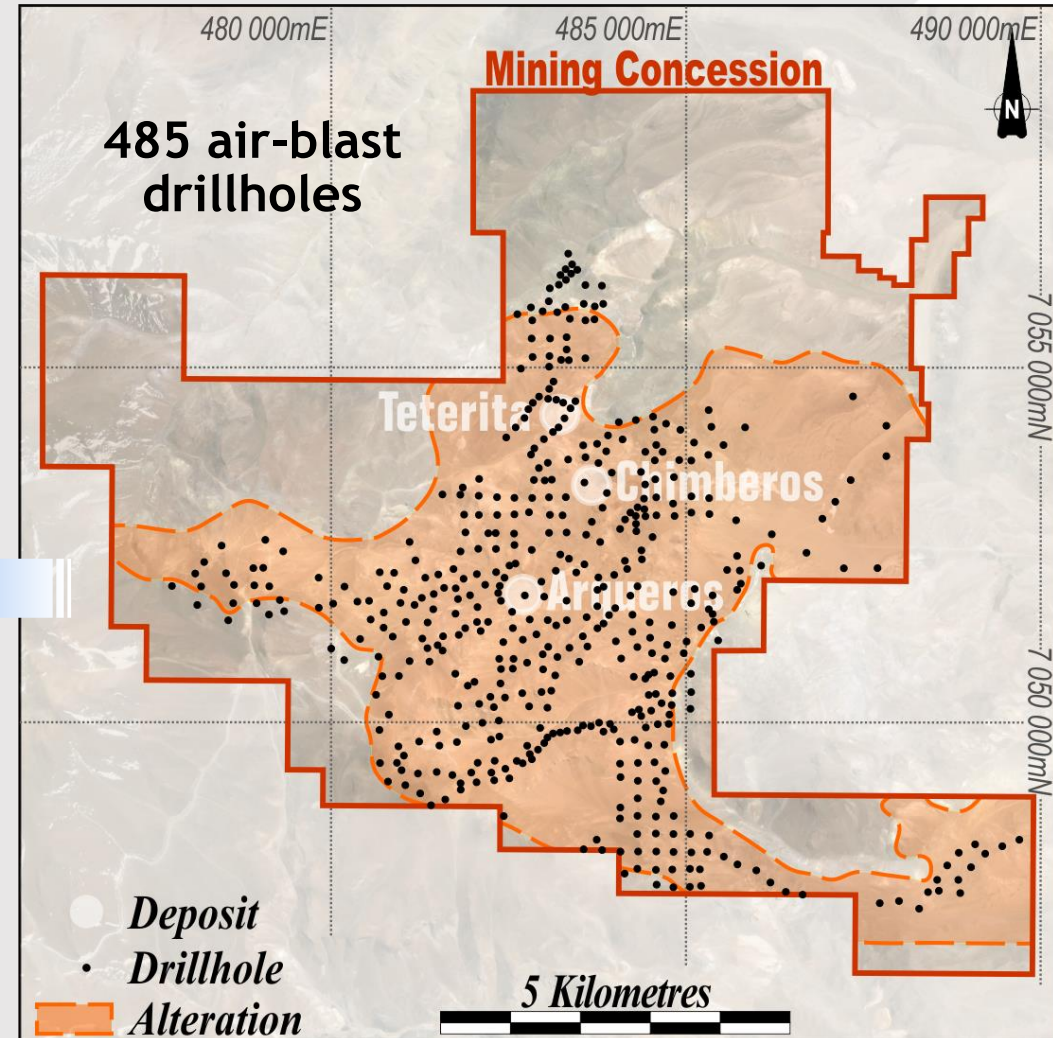 480 000mE
485 000mE
490 000mE
Mining Concession
N
485 air-blast
drillholes
7 055 000mN
Teterita
Chimberos
Arqueros
7 050 000mN
Deposit
Drillhole
Alteration
5 Kilometres